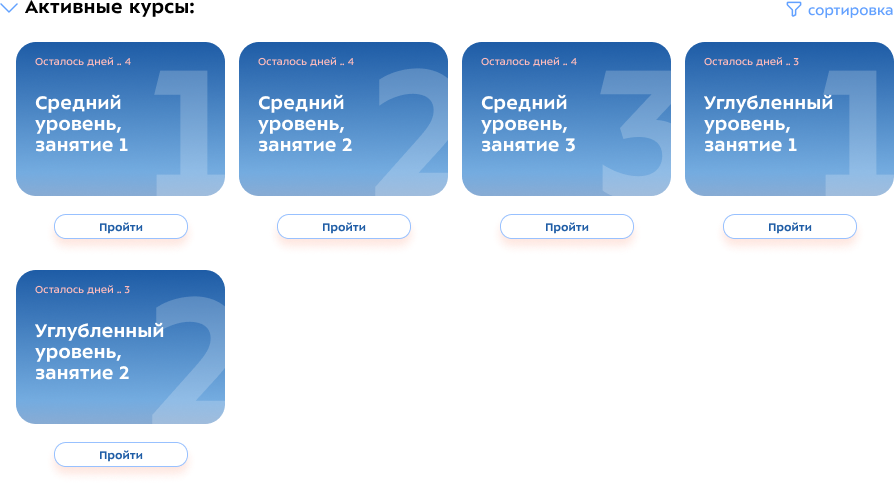 Активные курсы:
сортировка
Осталось дней .. 4
Средний
уровень,
занятие 1
1
Пройти
Осталось дней .. 4
Средний
уровень,
занятие 2
2
Пройти
Осталось дней .. 4
Средний
уровень,
занятие 3
3
Пройти
Осталось дней .. 3
Углубленный
уровень,
занятие 1
1
Пройти
Осталось дней .. 3
Углубленный
уровень,
занятие 2
2
Пройти